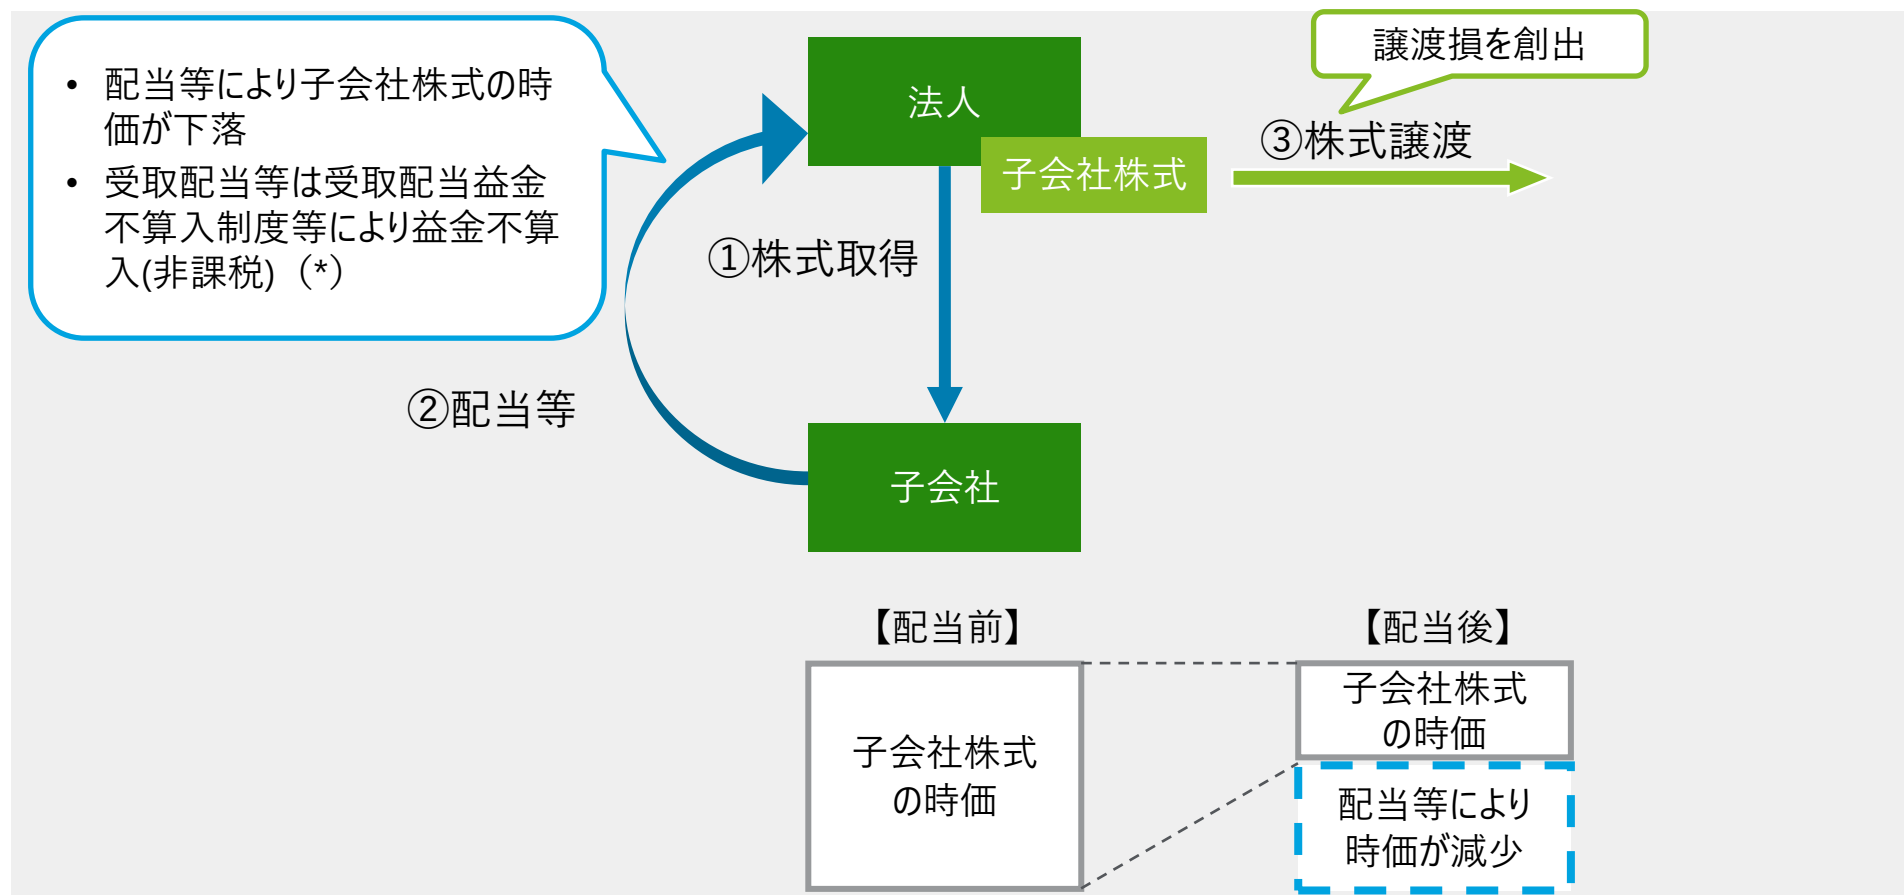 • 配当等により子会社株式の時
価が下落
• 受取配当等は受取配当益金
不算入制度等により益金不算
入(非課税)（*）
法人
子会社株式
譲渡損を創出
③株式譲渡
①株式取得
②配当等
子会社
【配当前】
【配当後】
子会社株式
の時価
子会社株式
の時価
配当等により
時価が減少